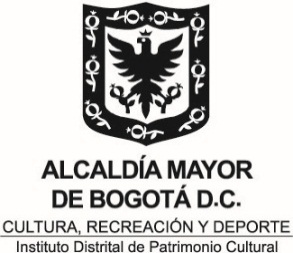 ALCALDÍA MAYOR
DE BOGOTÁ D.C.
CULTURA, RECREACIÓN Y DEPORTE
Instituto Distrital de Patrimonio Cultural